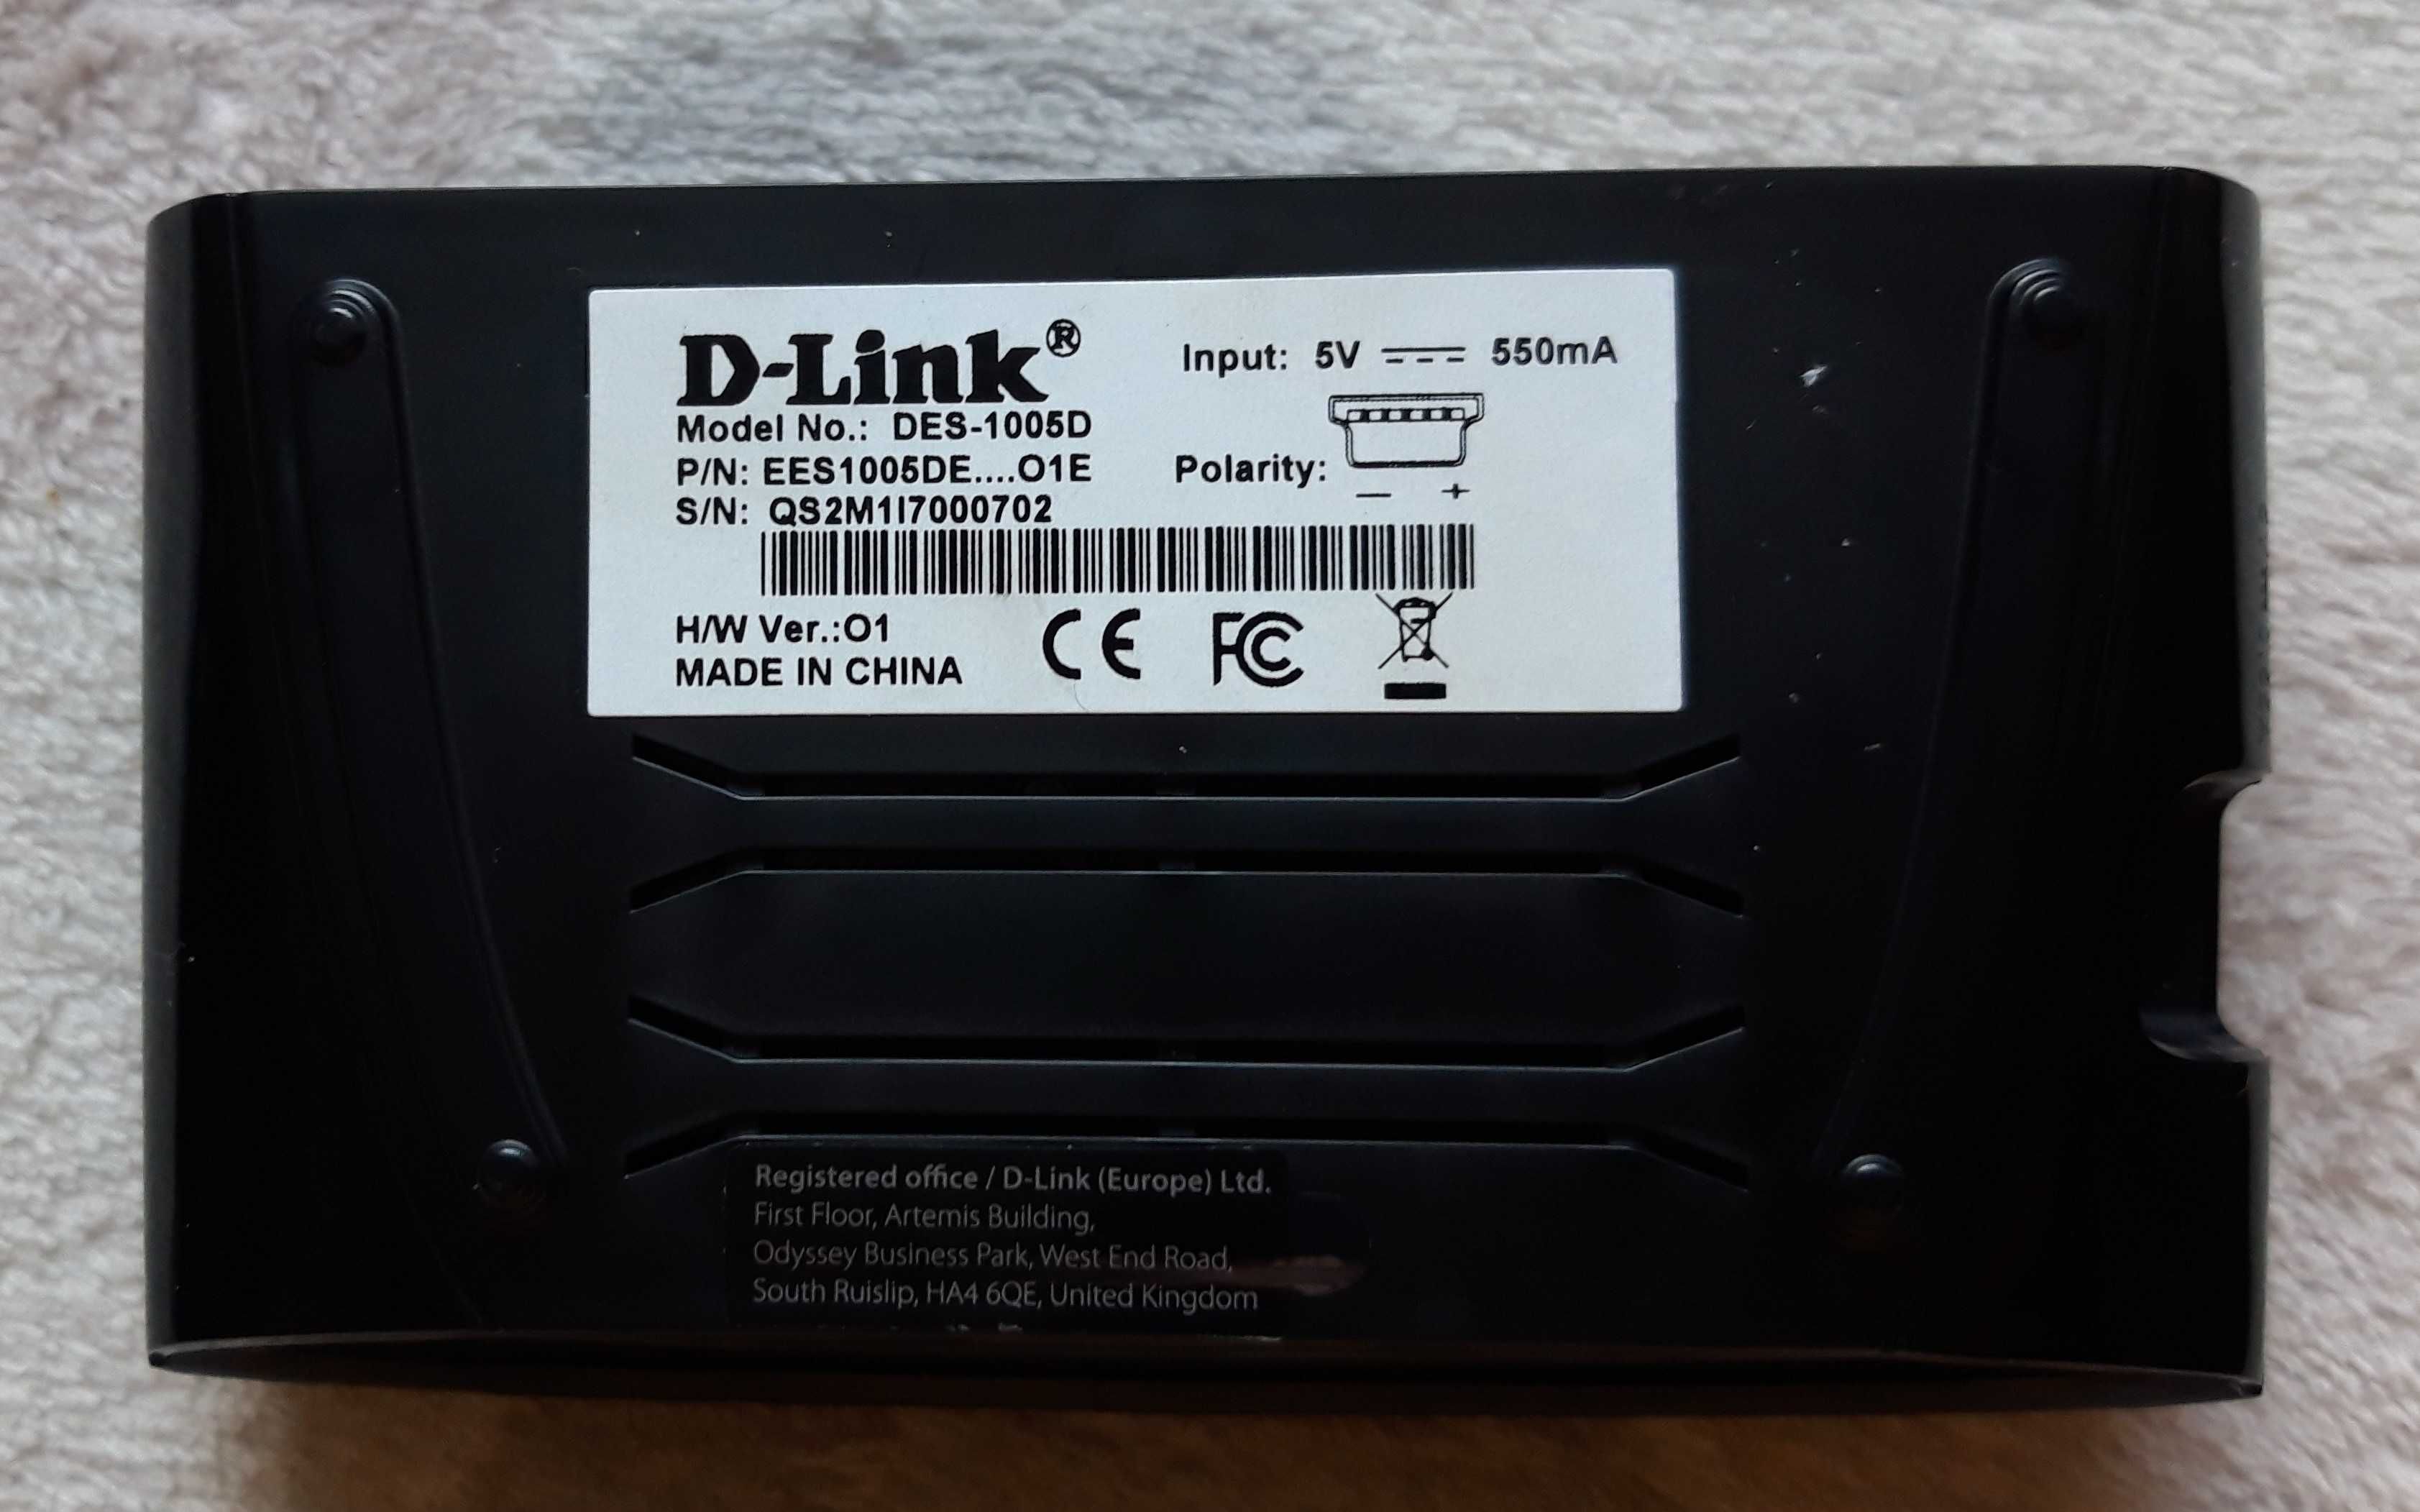 D-Link®
Input: 5V 550mA
Model No.: DES-1005D
P/N: EES1005DE....O1E
Polarity:
− +
S/N: QS2M1I7000702
H/W Ver.:O1
MADE IN CHINA
CE FC
Registered office / D-Link (Europe) Ltd.
First Floor, Artemis Building,
Odyssey Business Park, West End Road,
South Ruislip, HA4 6QE, United Kingdom